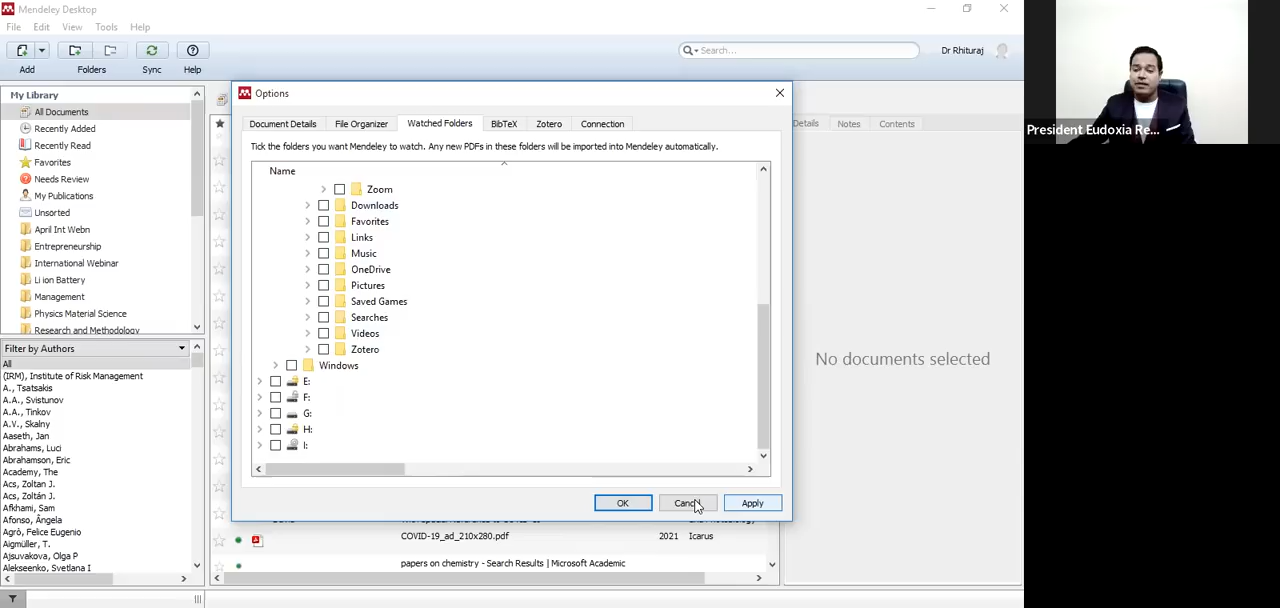 Mendeley Desktop
File Edit View Tools Help
Search...
Dr Rhituraj
Add Folders Sync Help
My Library
All Documents
Recently Added
Recently Read
Favorites
Needs Review
My Publications
Unsorted
April Int Webn
Entrepreneurship
International Webinar
Li ion Battery
Management
Physics Material Science
Research and Methodology
Filter by Authors
All
(IRM), Institute of Risk Management
A., Tsatsakis
A.A., Svistunov
A.A., Tinkov
A.V., Skalny
Aaseth, Jan
Abrahams, Luci
Abrahamson, Eric
Academy, The
Acs, Zoltan J.
Acs, Zoltán J.
Afkhami, Sam
Afonso, Ângela
Agrò, Felice Eugenio
Aigmüller, T.
Ajsuvakova, Olga P
Alekseenko, Svetlana I
Options
Document Details File Organizer Watched Folders BibTeX Zotero Connection
Tick the folders you want Mendeley to watch. Any new PDFs in these folders will be imported into Mendeley automatically.
Name
Zoom
Downloads
Favorites
Links
Music
OneDrive
Pictures
Saved Games
Searches
Videos
Zotero
Windows
E:
F:
G:
H:
I:
OK Cancel Apply
COVID-19_ad_210x280.pdf 2021 Icarus
papers on chemistry - Search Results | Microsoft Academic
Details Notes Contents
No documents selected
President Eudoxia Re...